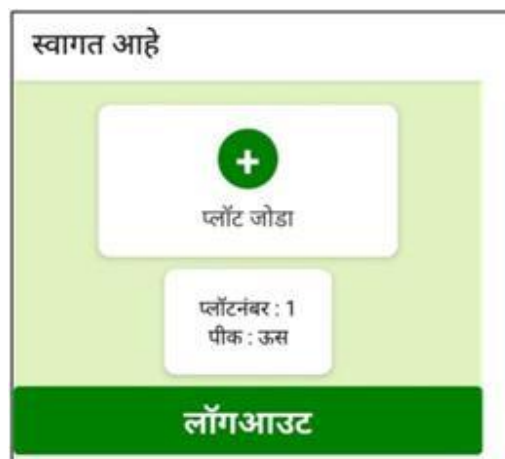 स्वागत आहे
प्लॉट जोडा
प्लॉटनंबर : 1
पीक : ऊस
लॉगआउट